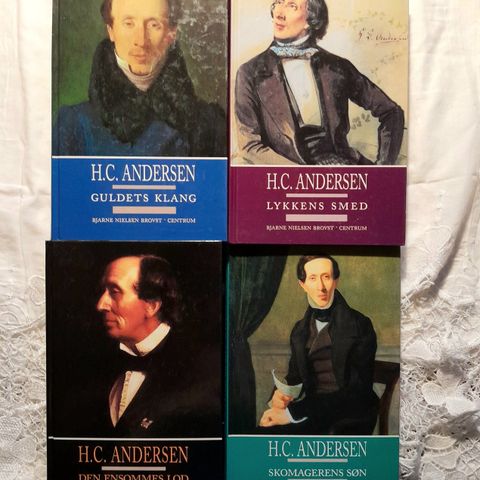 H.C. ANDERSEN
GULDETS KLANG
BJARNE NIELSEN BROVST · CENTRUM
H.C. ANDERSEN
LYKKENS SMED
BJARNE NIELSEN BROVST · CENTRUM
H.C. ANDERSEN
DEN ENSOMMES LOD
H.C. ANDERSEN
SKOMAGERENS SØN